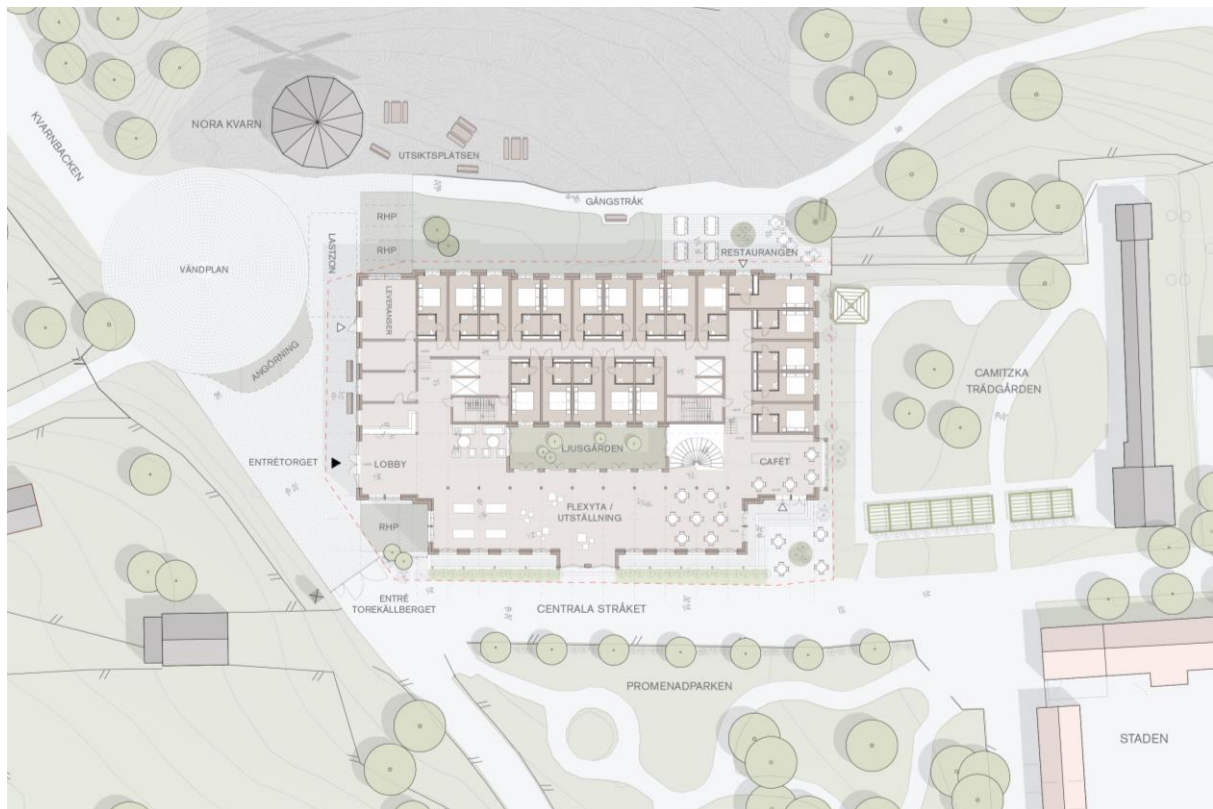 KVARNBACKEN
NORA KVARN
UTSIKTSPLATSEN
GÅNGSTRÅK
RHP
LASTZON
RHP
RESTAURANGEN
VÄNDPLAN
LEVERANSER
ANGÖRNING
CAMITZKA
TRÄDGÅRDEN
LJUSGÅRDEN
ENTRÉTORGET
LOBBY
CAFÉT
FLEXYTA /
UTSTÄLLNING
RHP
ENTRÉ
TOREKÄLLBERGET
CENTRALA STRÅKET
PROMENADPARKEN
STADEN